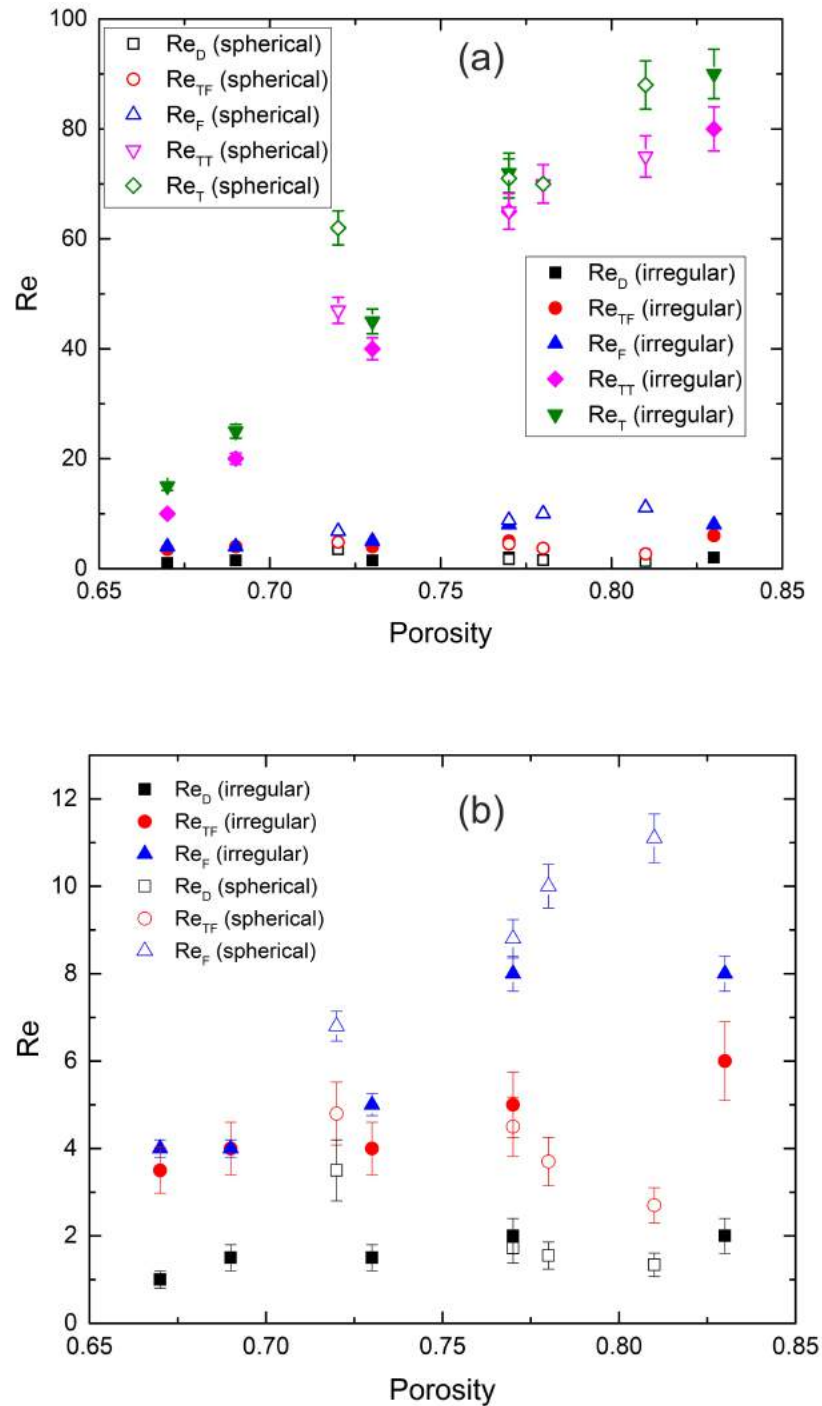 (a)
Re_D (spherical)
Re_TF (spherical)
Re_F (spherical)
Re_TT (spherical)
Re_T (spherical)
Re_D (irregular)
Re_TF (irregular)
Re_F (irregular)
Re_TT (irregular)
Re_T (irregular)
100
80
60
40
20
0
Re
0.65 0.70 0.75 0.80 0.85
Porosity
(b)
Re_D (irregular)
Re_TF (irregular)
Re_F (irregular)
Re_D (spherical)
Re_TF (spherical)
Re_F (spherical)
12
10
8
6
4
2
0
Re
0.65 0.70 0.75 0.80 0.85
Porosity